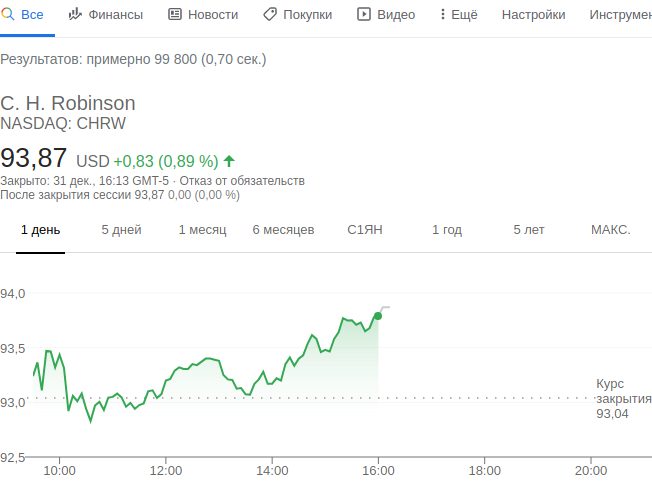 Все Финансы Новости Покупки Видео Ещё Настройки Инструмен
Результатов: примерно 99 800 (0,70 сек.)
C. H. Robinson
NASDAQ: CHRW
93,87 USD +0,83 (0,89 %)
Закрыто: 31 дек., 16:13 GMT-5 · Отказ от обязательств
После закрытия сессии 93,87 0,00 (0,00 %)
1 день 5 дней 1 месяц 6 месяцев С1ЯН 1 год 5 лет МАКС.
94,0
93,5
93,0
92,5
Курс
закрытия
93,04
10:00 12:00 14:00 16:00 18:00 20:00